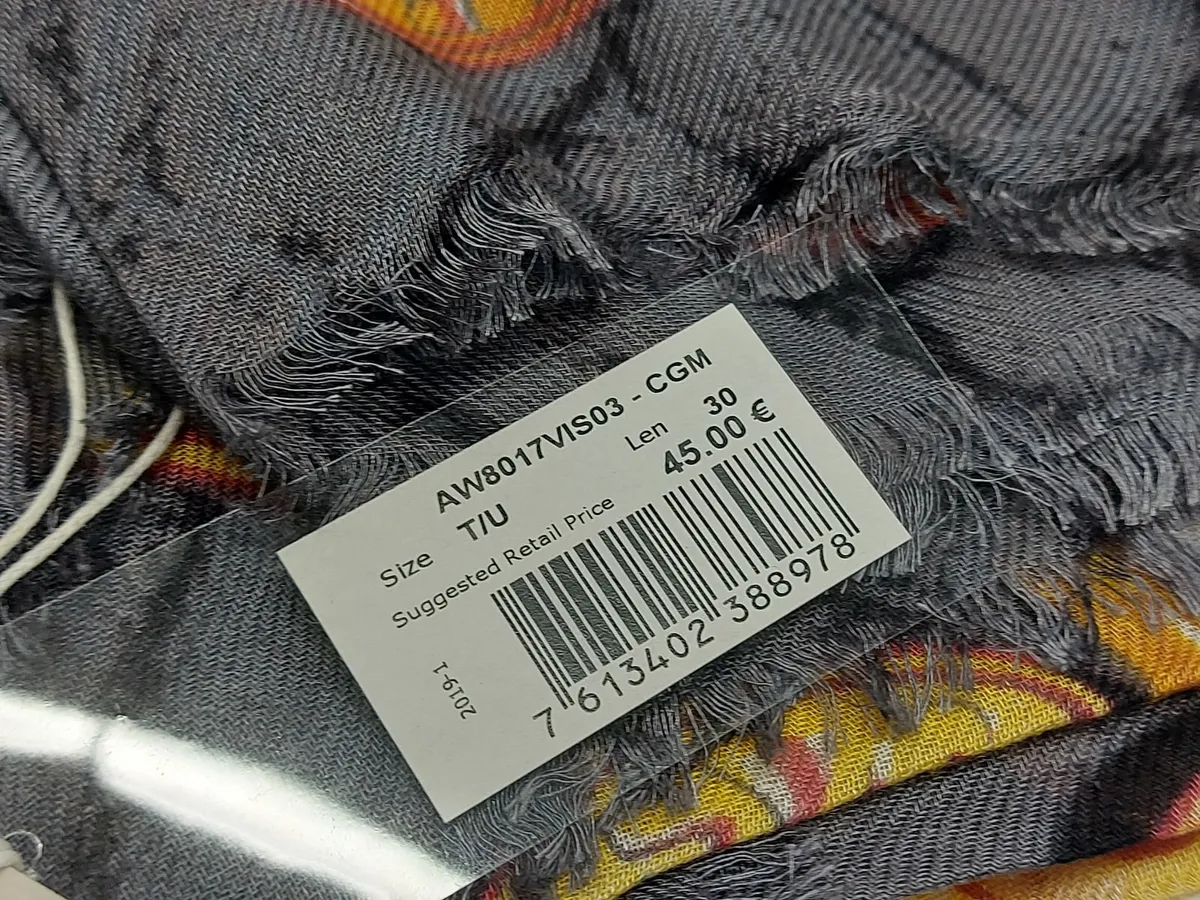 AW8017VIS03 - CGM
Size T/U Len 30
Suggested Retail Price 45.00 €
7 613402 388978
2019-1